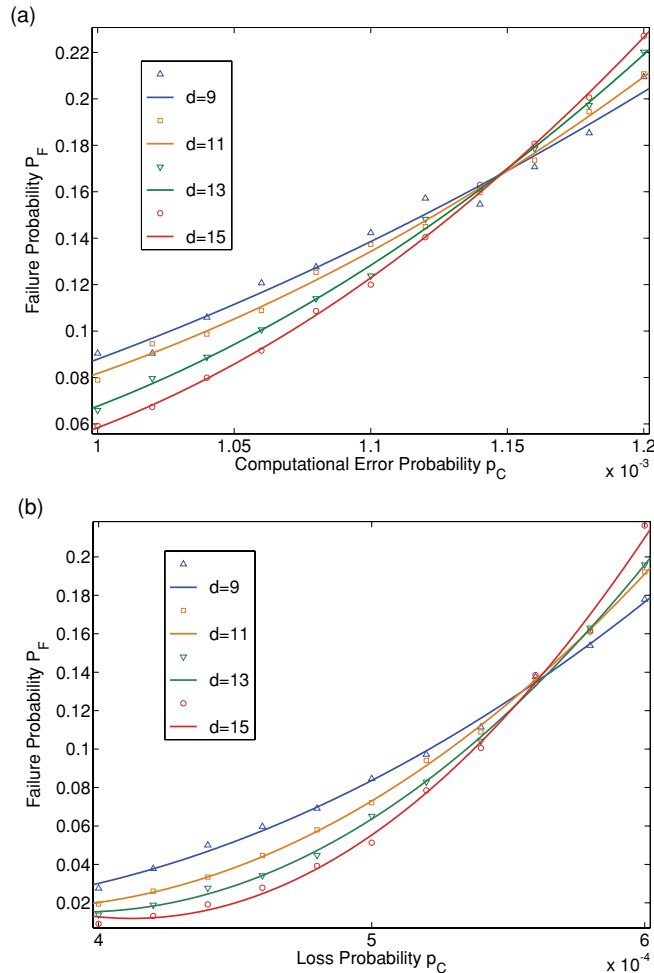 (a)
0.22
0.2
0.18
0.16
0.14
0.12
0.1
0.08
0.06
Failure Probability P_F
d=9
d=11
d=13
d=15
1
1.05
1.1
1.15
1.2
x 10^-3
Computational Error Probability p_C
(b)
0.2
0.18
0.16
0.14
0.12
0.1
0.08
0.06
0.04
0.02
Failure Probability P_F
d=9
d=11
d=13
d=15
4
5
6
x 10^-4
Loss Probability p_C